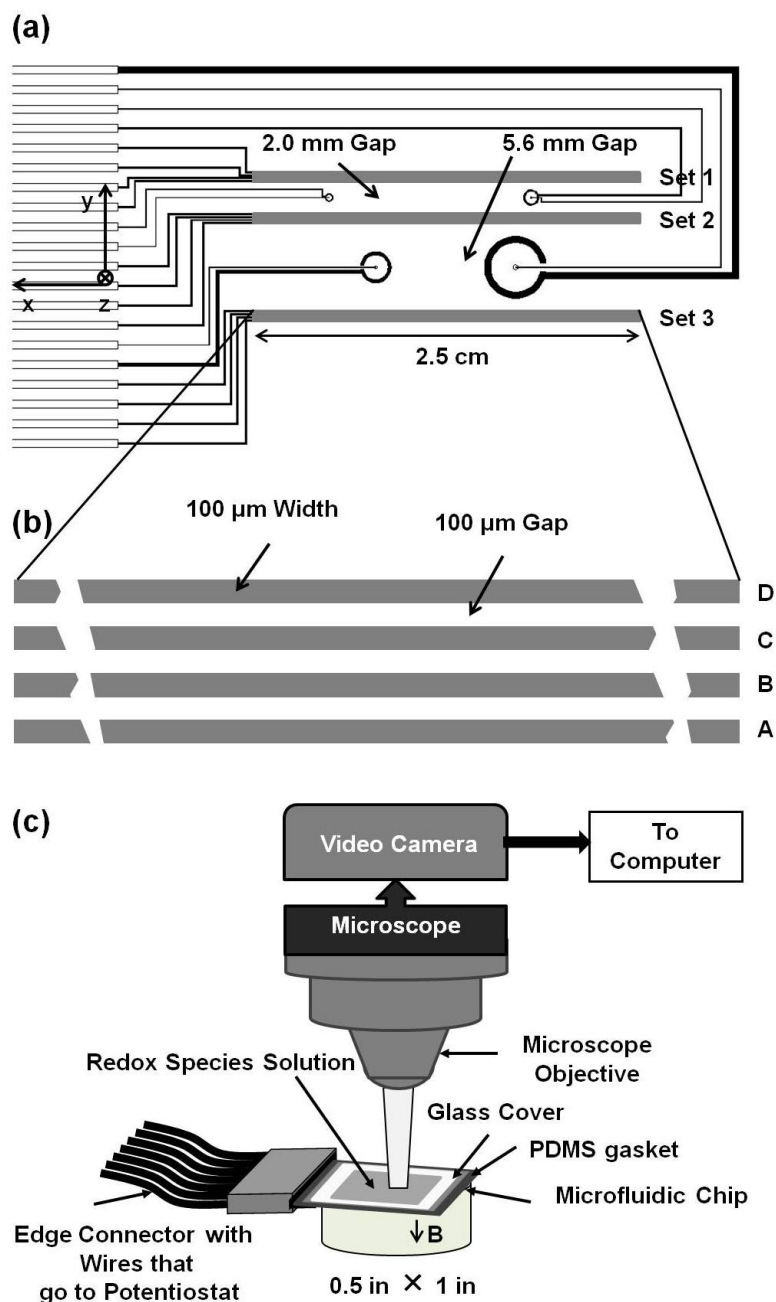 (a)
2.0 mm Gap
5.6 mm Gap
Set 1
y
Set 2
x
z
Set 3
2.5 cm
(b)
100 µm Width
100 µm Gap
D
C
B
A
(c)
Video Camera
To
Computer
Microscope
Redox Species Solution
Microscope
Objective
Glass Cover
PDMS gasket
Microfluidic Chip
B
Edge Connector with
Wires that
go to Potentiostat
0.5 in × 1 in